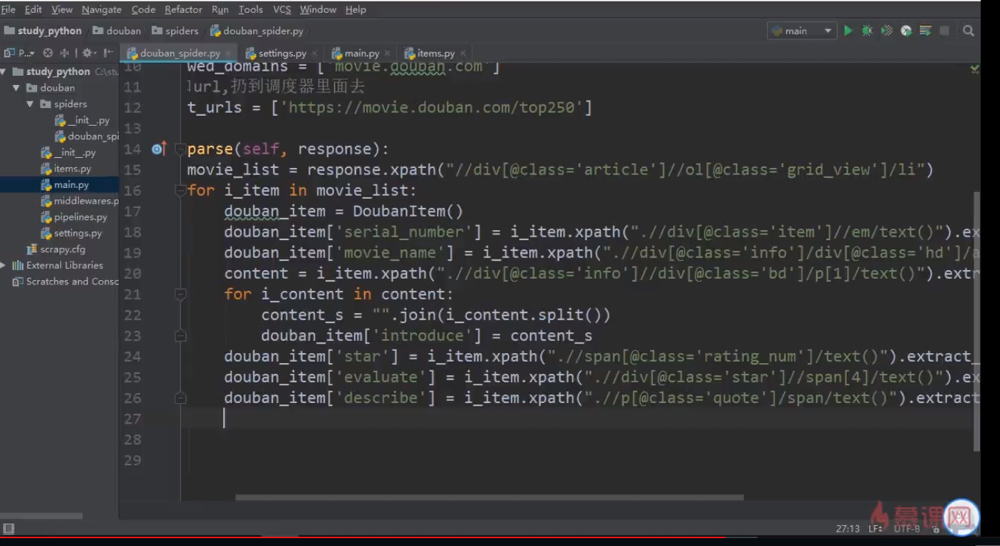 File Edit View Navigate Code Refactor Run Tools VCS Window Help
study_python douban spiders douban_spider.py main
P... douban_spider.py settings.py main.py items.py
study_python C:\stu
douban
spiders
__init__.py
douban_spi
__init__.py
items.py
main.py
middlewares.p
pipelines.py
settings.py
scrapy.cfg
External Libraries
Scratches and Consc
10 wed_domains = ['movie.douban.com']
11 url,扔到调度器里面去
12 t_urls = ['https://movie.douban.com/top250']
13
14 parse(self, response):
15 movie_list = response.xpath("//div[@class='article']//ol[@class='grid_view']/li")
16 for i_item in movie_list:
17 douban_item = DoubanItem()
18 douban_item['serial_number'] = i_item.xpath(".//div[@class='item']//em/text()").ex
19 douban_item['movie_name'] = i_item.xpath(".//div[@class='info']/div[@class='hd']/a
20 content = i_item.xpath(".//div[@class='info']//div[@class='bd']/p[1]/text()").extr
21 for i_content in content:
22 content_s = "".join(i_content.split())
23 douban_item['introduce'] = content_s
24 douban_item['star'] = i_item.xpath(".//span[@class='rating_num']/text()").extract_
25 douban_item['evaluate'] = i_item.xpath(".//div[@class='star']//span[4]/text()").ex
26 douban_item['describe'] = i_item.xpath(".//p[@class='quote']/span/text()").extract
27
28
29
慕课网
27:13 LF UTF-8